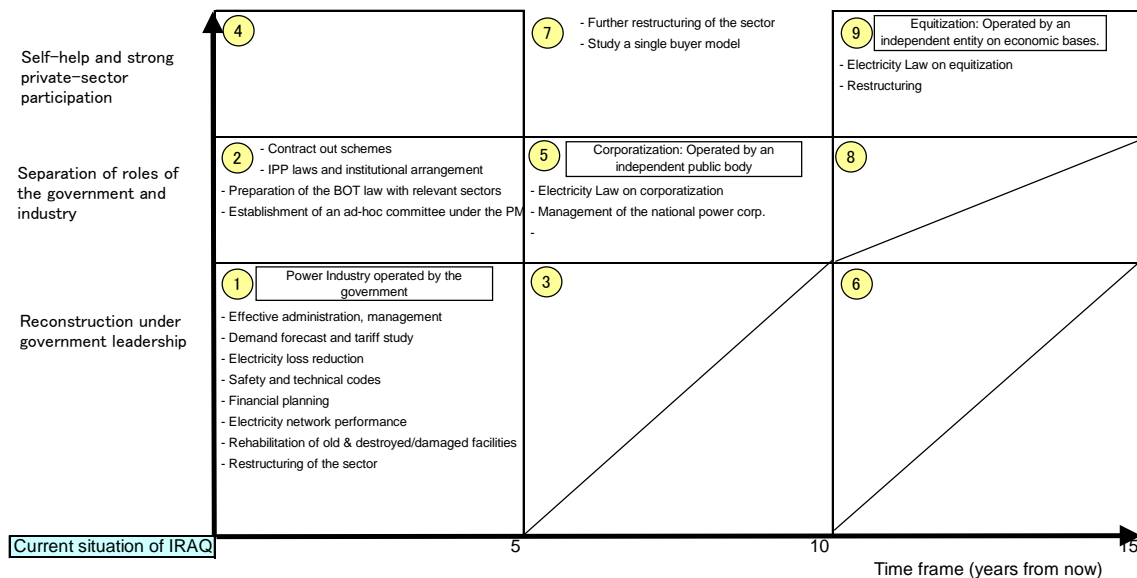 Self-help and strong
private-sector
participation
4
7
- Further restructuring of the sector
- Study a single buyer model
9
Equitization: Operated by an
independent entity on economic bases.
- Electricity Law on equitization
- Restructuring
Separation of roles of
the government and
industry
2
- Contract out schemes
- IPP laws and institutional arrangement
- Preparation of the BOT law with relevant sectors
- Establishment of an ad-hoc committee under the PM
5
Corporatization: Operated by an
independent public body
- Electricity Law on corporatization
- Management of the national power corp.
-
8
Reconstruction under
government leadership
1
Power Industry operated by the
government
- Effective administration, management
- Demand forecast and tariff study
- Electricity loss reduction
- Safety and technical codes
- Financial planning
- Electricity network performance
- Rehabilitation of old & destroyed/damaged facilities
- Restructuring of the sector
3
6
Current situation of IRAQ
5
10
15
Time frame (years from now)